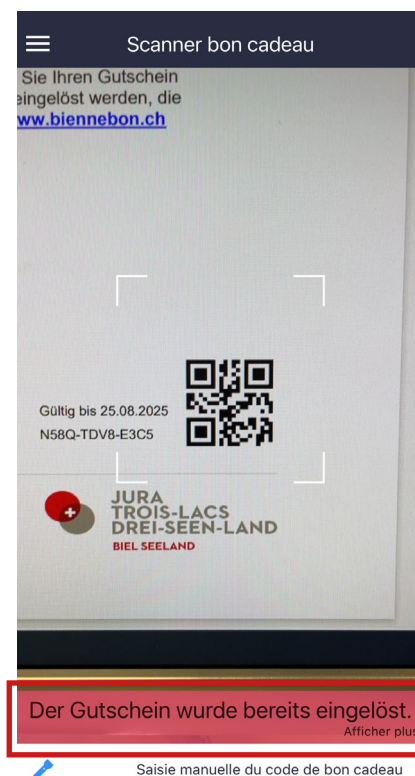 Scanner bon cadeau
Sie Ihren Gutschein
eingelöst werden, die
ww.biennebon.ch
Gültig bis 25.08.2025
N58Q-TDV8-E3C5
JURA
TROIS-LACS
DREI-SEEN-LAND
BIEL SEELAND
Der Gutschein wurde bereits eingelöst.
Afficher plus
Saisie manuelle du code de bon cadeau